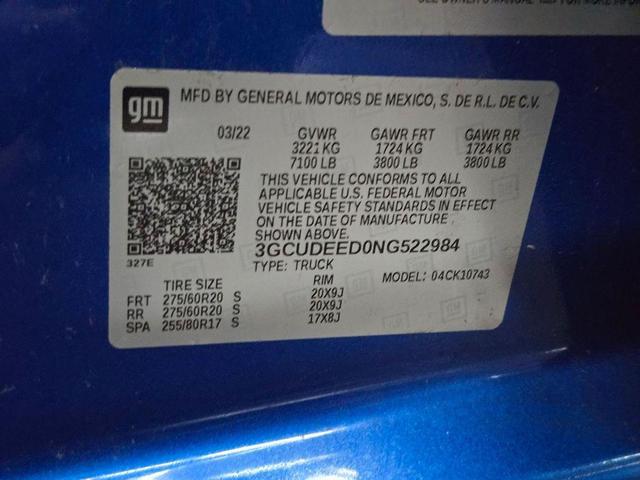 gm
MFD BY GENERAL MOTORS DE MEXICO, S. DE R.L. DE C.V.
03/22 GVWR GAWR FRT GAWR RR
3221 KG 1724 KG 1724 KG
7100 LB 3800 LB 3800 LB
THIS VEHICLE CONFORMS TO ALL
APPLICABLE U.S. FEDERAL MOTOR
VEHICLE SAFETY STANDARDS IN EFFECT
ON THE DATE OF MANUFACTURE
SHOWN ABOVE.
3GCUDEED0NG522984
327E
TYPE: TRUCK MODEL: 04CK10743
TIRE SIZE RIM
FRT 275/60R20 S 20X9J
RR 275/60R20 S 20X9J
SPA 255/80R17 S 17X8J